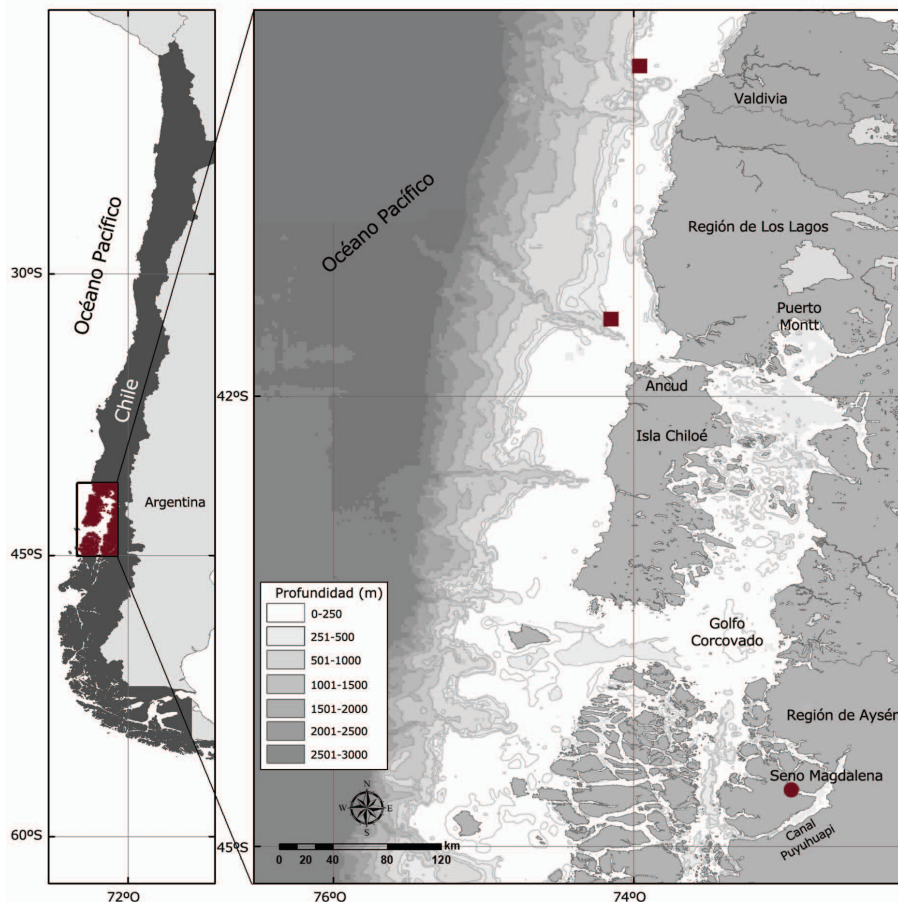 Océano Pacífico
30ºS
Chile
Argentina
45ºS
60ºS
72ºO
Océano Pacífico
Valdivia
Región de Los Lagos
Puerto
Montt
42ºS
Ancud
Isla Chiloé
Golfo
Corcovado
Región de Aysén
Seno Magdalena
Canal
Puyuhuapi
Profundidad (m)
0-250
251-500
501-1000
1001-1500
1501-2000
2001-2500
2501-3000
N
W E
S
0 20 40 80 120 km
45ºS
76ºO
74ºO